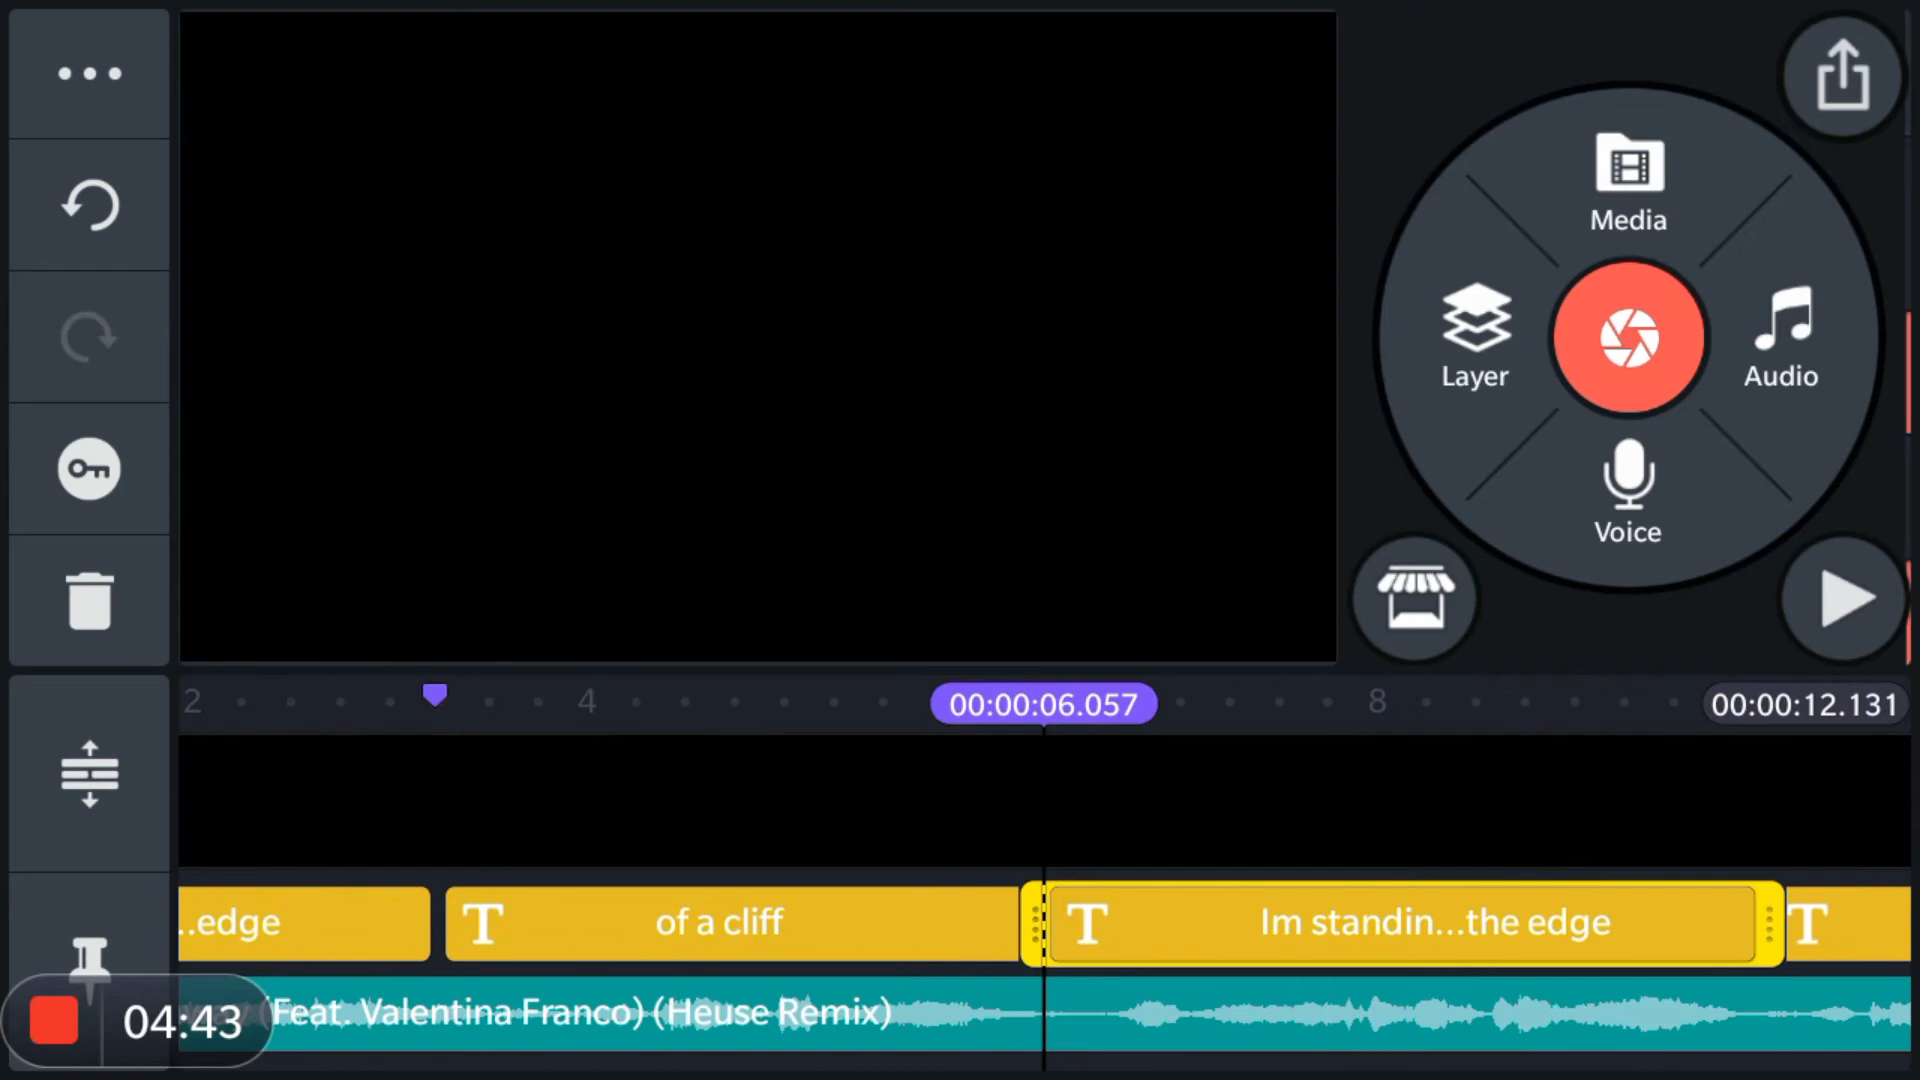 Media
Layer
Audio
Voice
2
4
00:00:06.057
8
00:00:12.131
...edge
T
of a cliff
T
Im standin...the edge
T
(Feat. Valentina Franco) (Heuse Remix)
04:43